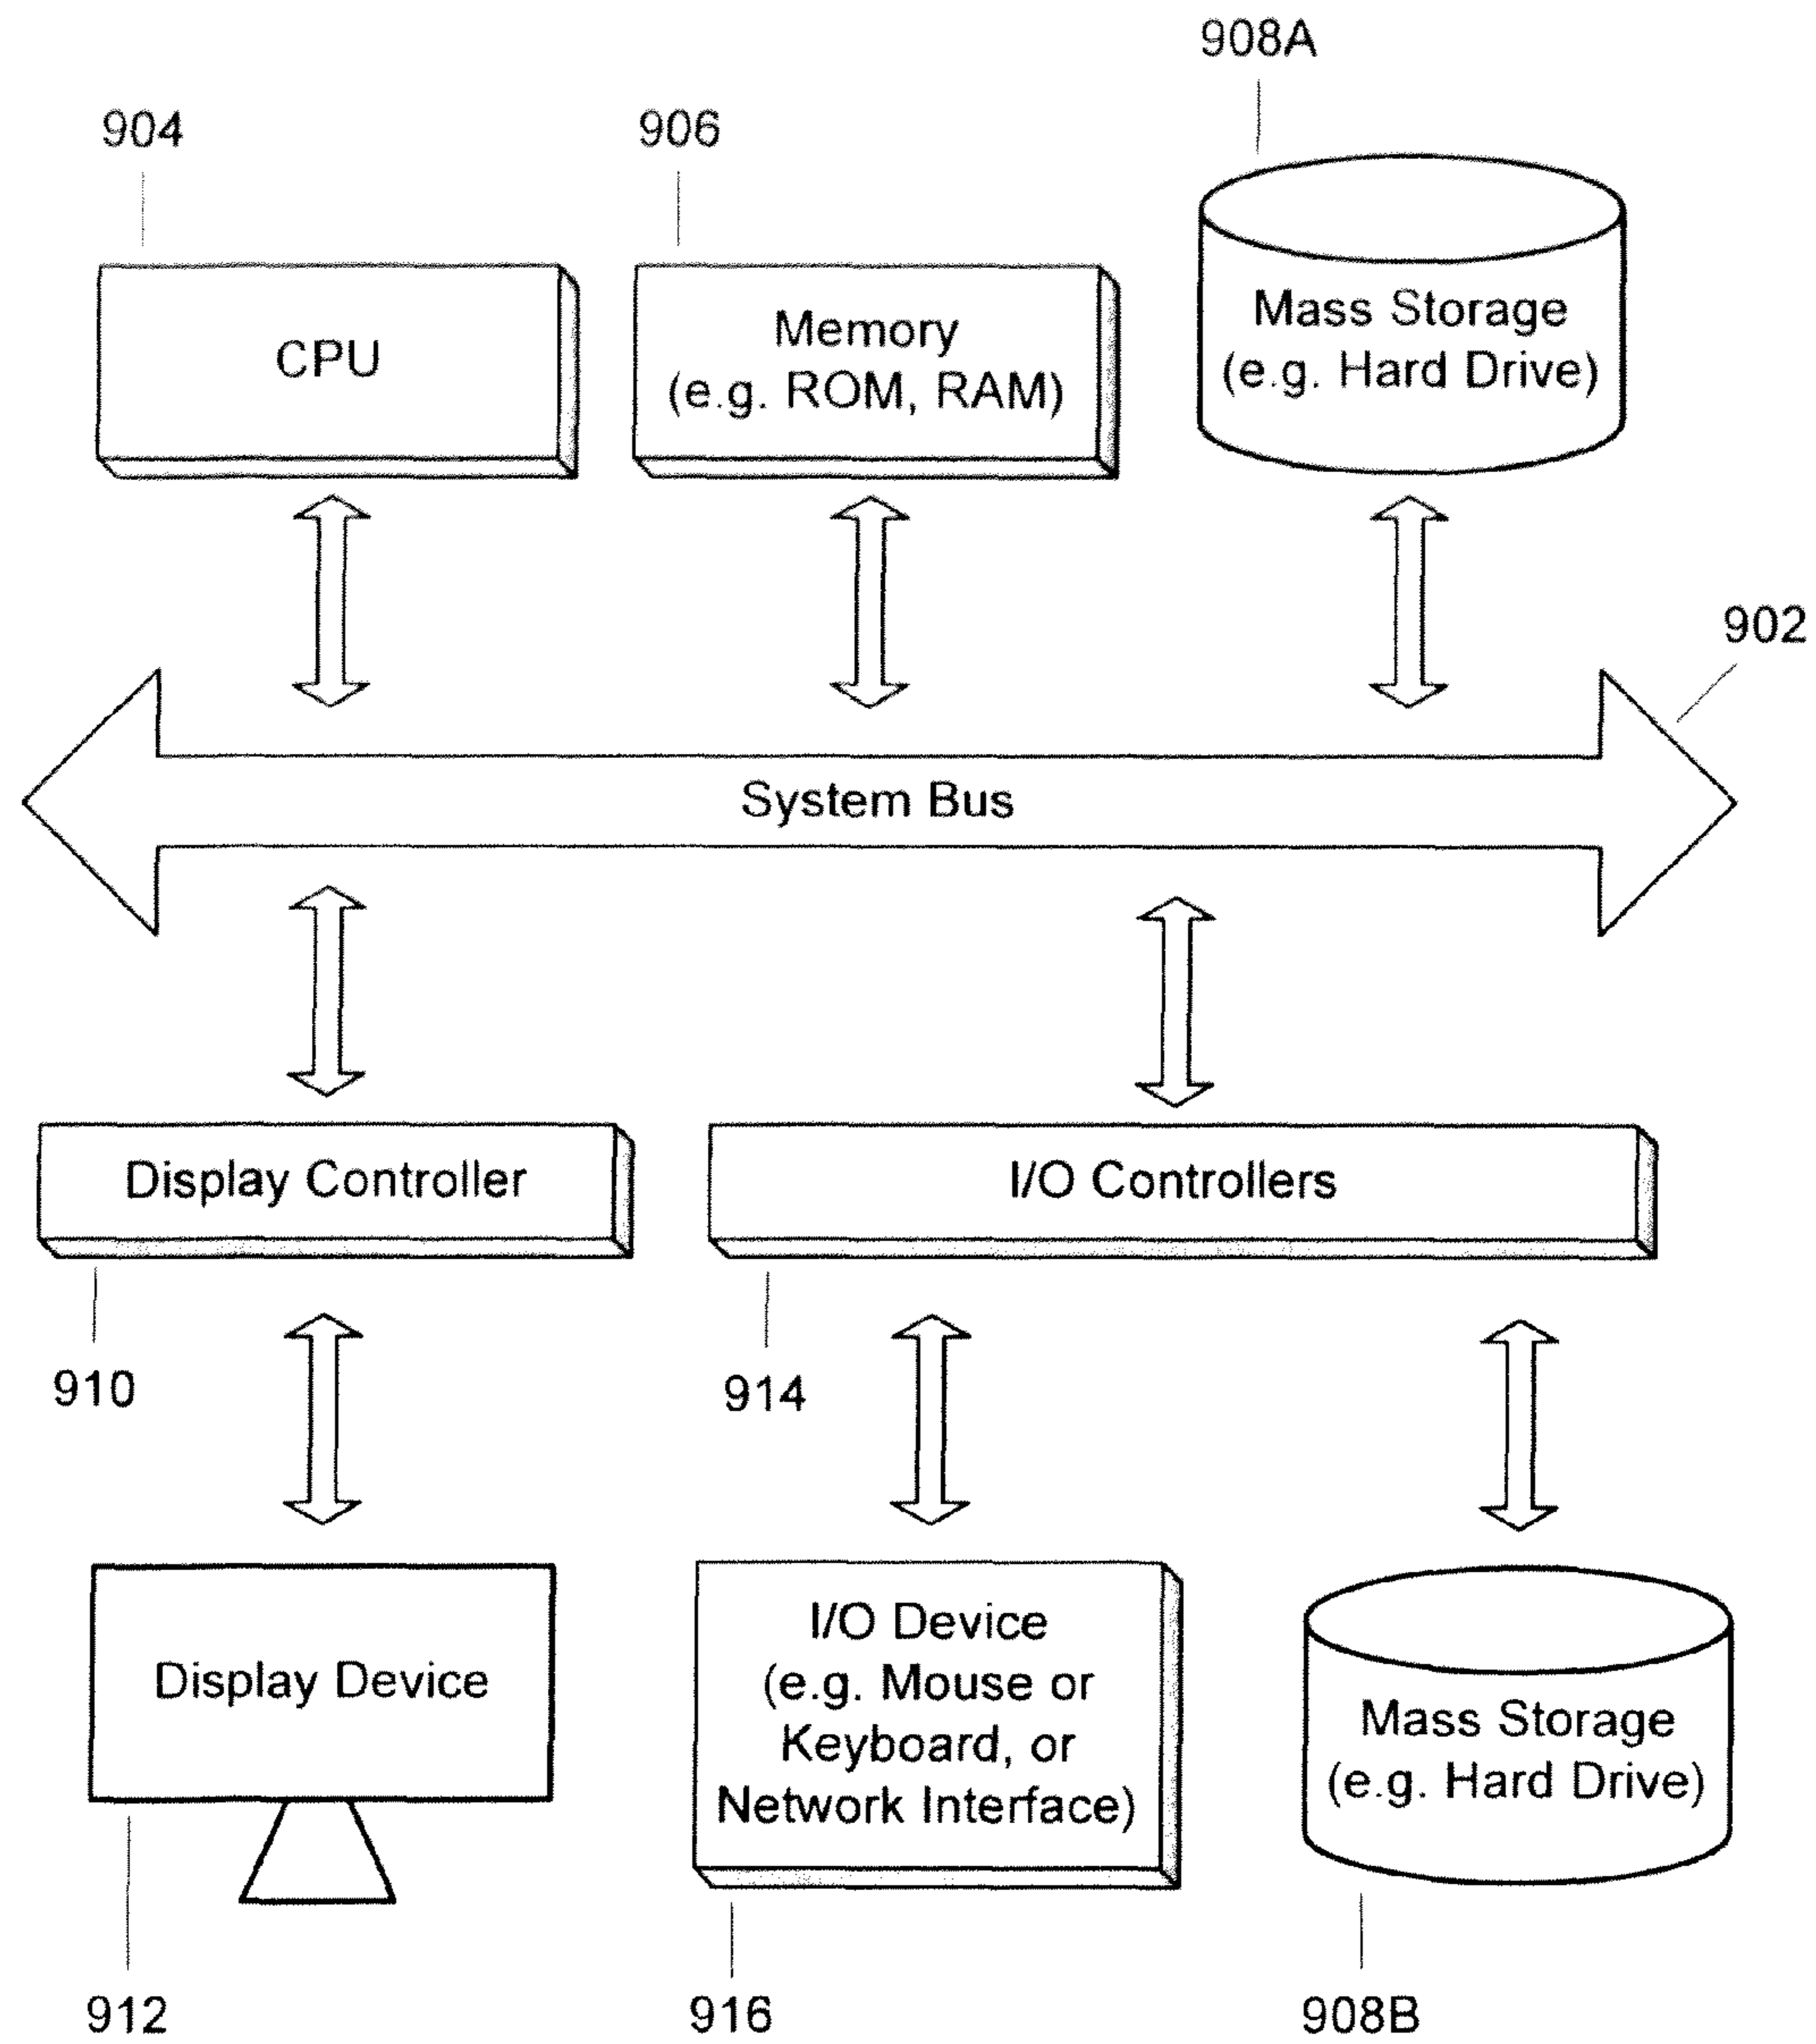 908A
904
906
CPU
Memory
(e.g. ROM, RAM)
Mass Storage
(e.g. Hard Drive)
902
System Bus
Display Controller
I/O Controllers
910
914
Display Device
I/O Device
(e.g. Mouse or
Keyboard, or
Network Interface)
Mass Storage
(e.g. Hard Drive)
912
916
908B